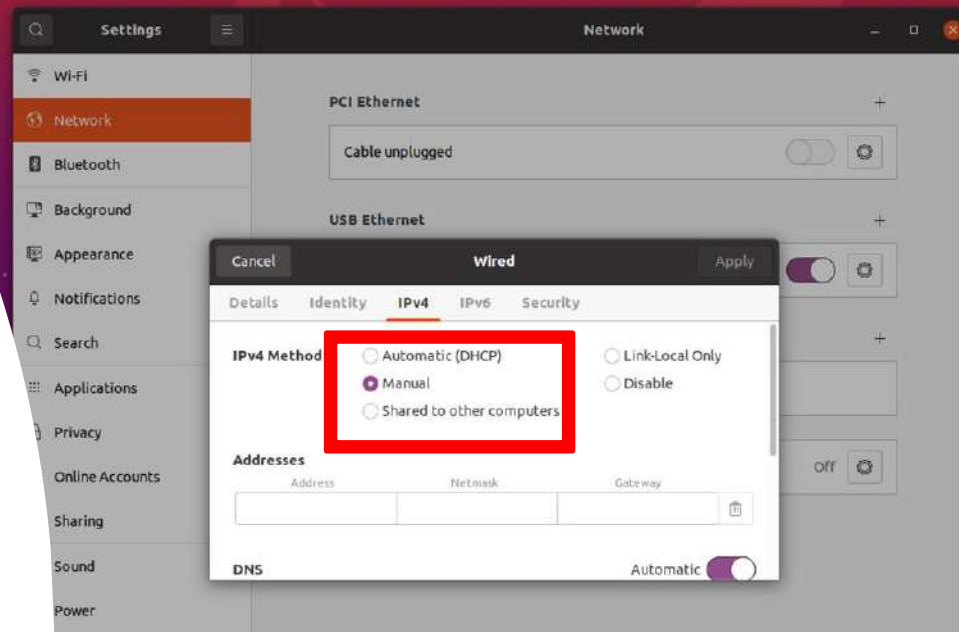 Settings
Network
Wi-Fi
Network
Bluetooth
Background
Appearance
Notifications
Search
Applications
Privacy
Online Accounts
Sharing
Sound
Power
PCI Ethernet
Cable unplugged
USB Ethernet
Off
Cancel
Wired
Apply
Details Identity IPv4 IPv6 Security
IPv4 Method
Automatic (DHCP)
Link-Local Only
Manual
Disable
Shared to other computers
Addresses
Address Netmask Gateway
DNS
Automatic